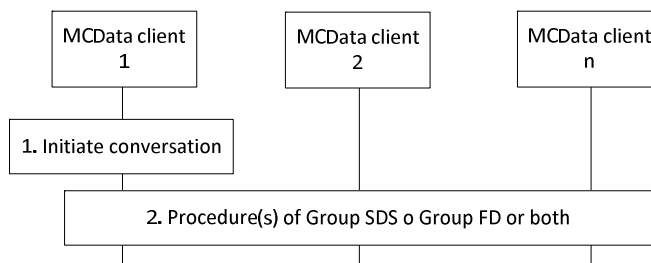 MCData client
1
MCData client
2
MCData client
n
1. Initiate conversation
2. Procedure(s) of Group SDS o Group FD or both